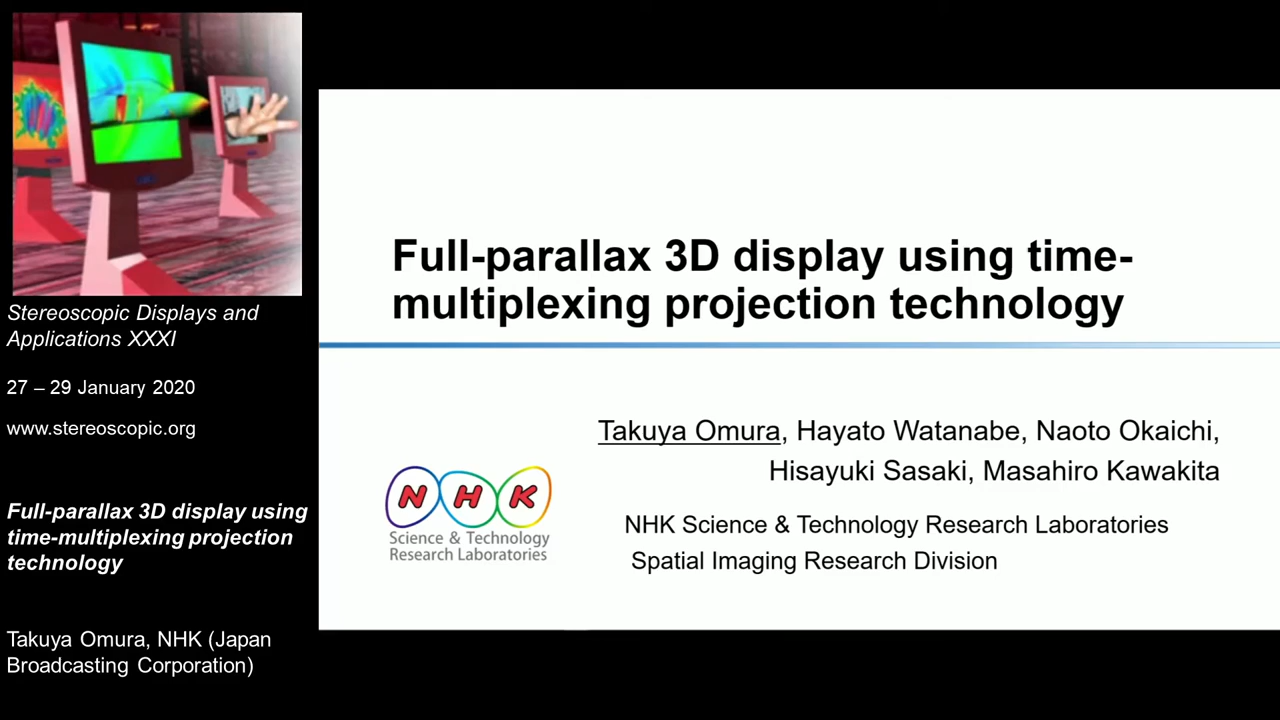 Stereoscopic Displays and
Applications XXXI
27 – 29 January 2020
www.stereoscopic.org
Full-parallax 3D display using
time-multiplexing projection
technology
Takuya Omura, NHK (Japan
Broadcasting Corporation)
Full-parallax 3D display using time-
multiplexing projection technology
Takuya Omura, Hayato Watanabe, Naoto Okaichi,
Hisayuki Sasaki, Masahiro Kawakita
NHK
Science & Technology
Research Laboratories
NHK Science & Technology Research Laboratories
Spatial Imaging Research Division